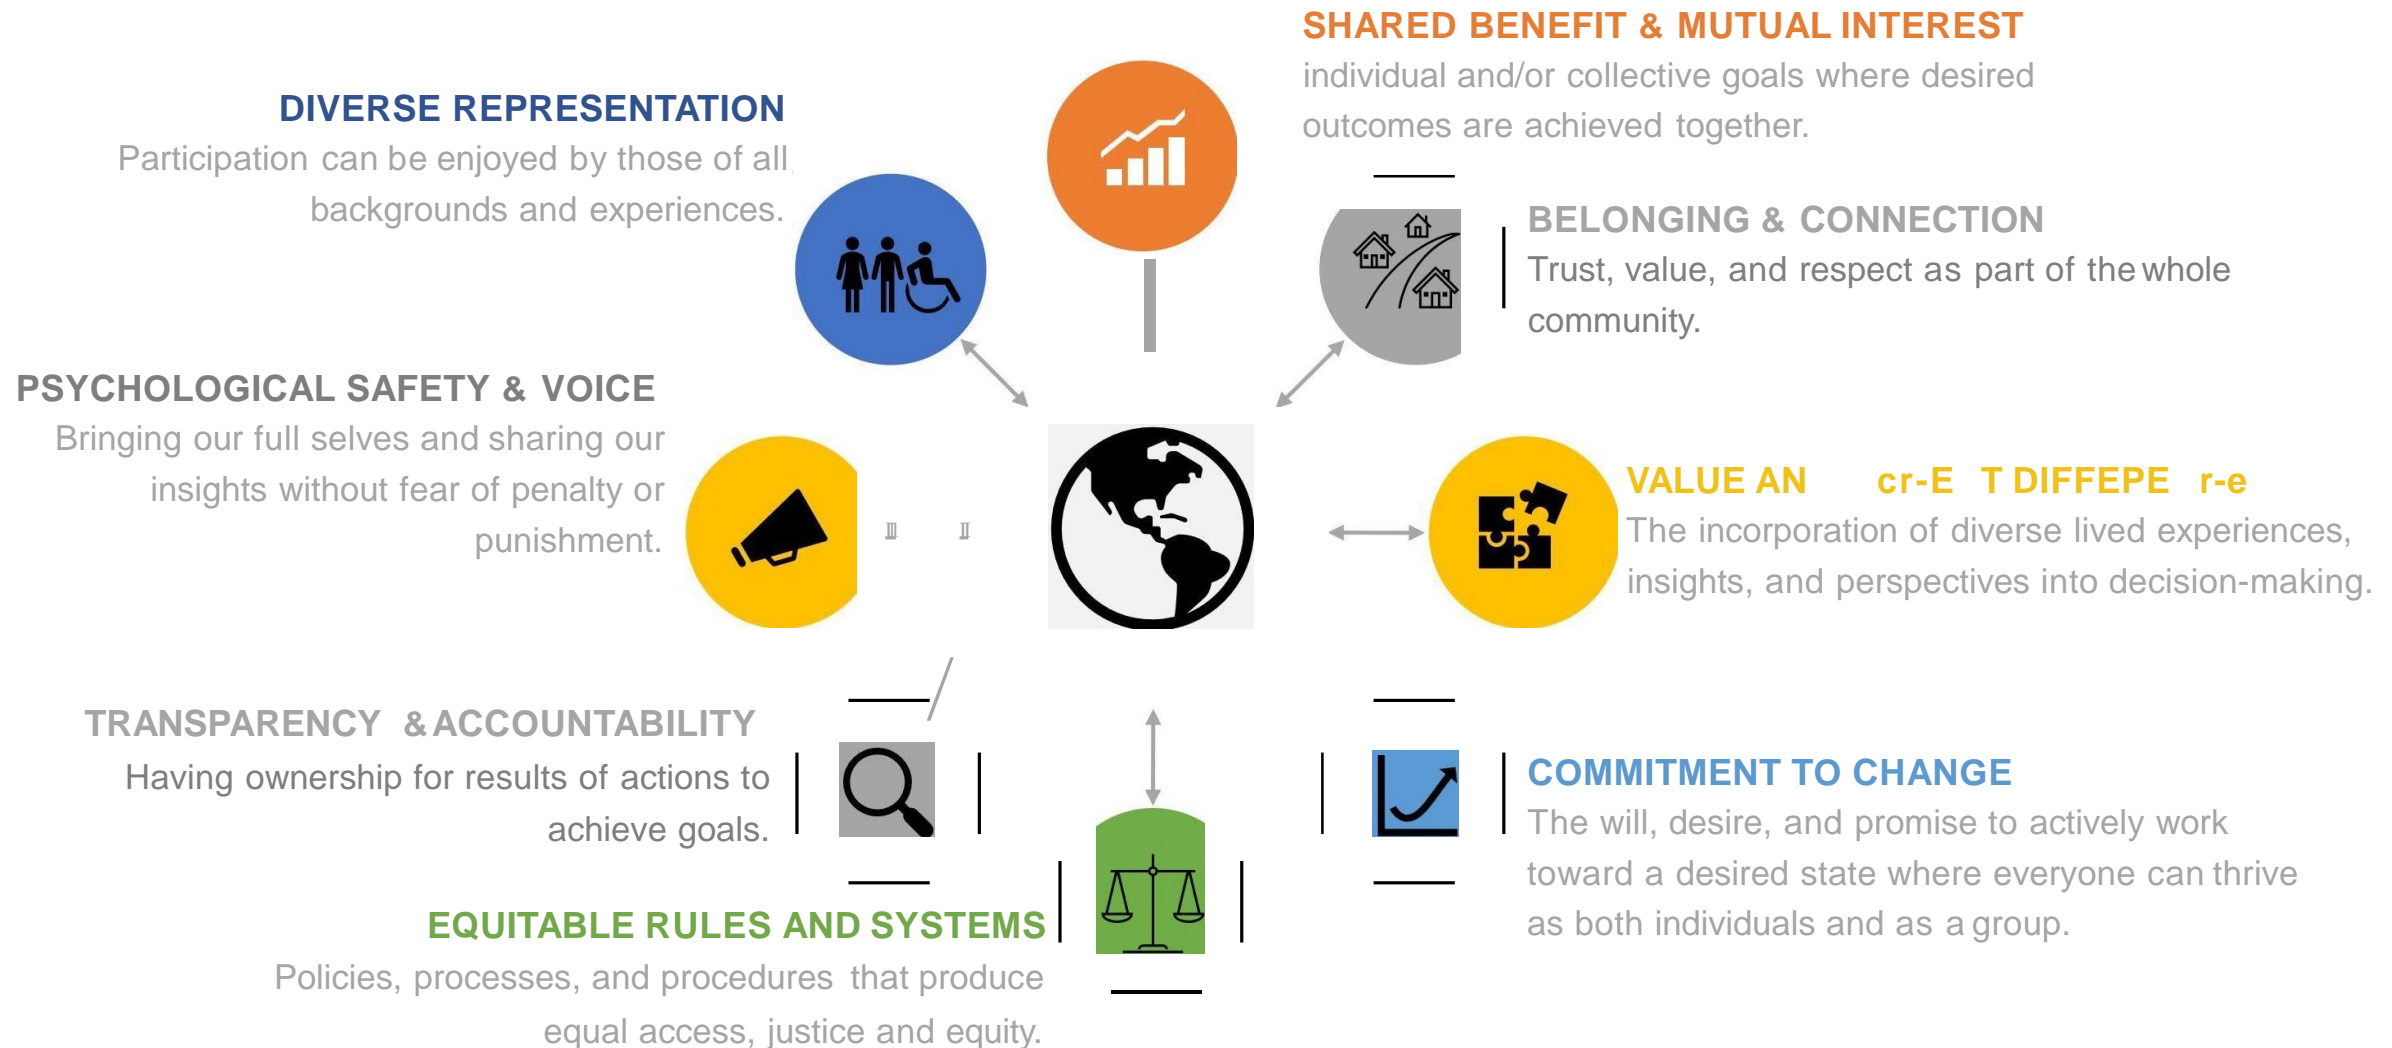 SHARED BENEFIT & MUTUAL INTEREST
individual and/or collective goals where desired
outcomes are achieved together.
DIVERSE REPRESENTATION
Participation can be enjoyed by those of all
backgrounds and experiences.
BELONGING & CONNECTION
Trust, value, and respect as part of the whole
community.
PSYCHOLOGICAL SAFETY & VOICE
Bringing our full selves and sharing our
insights without fear of penalty or
punishment.
VALUE AN cr-E T DIFFEPE r-e
The incorporation of diverse lived experiences,
insights, and perspectives into decision-making.
TRANSPARENCY & ACCOUNTABILITY
Having ownership for results of actions to
achieve goals.
COMMITMENT TO CHANGE
The will, desire, and promise to actively work
toward a desired state where everyone can thrive
as both individuals and as a group.
EQUITABLE RULES AND SYSTEMS
Policies, processes, and procedures that produce
equal access, justice and equity.